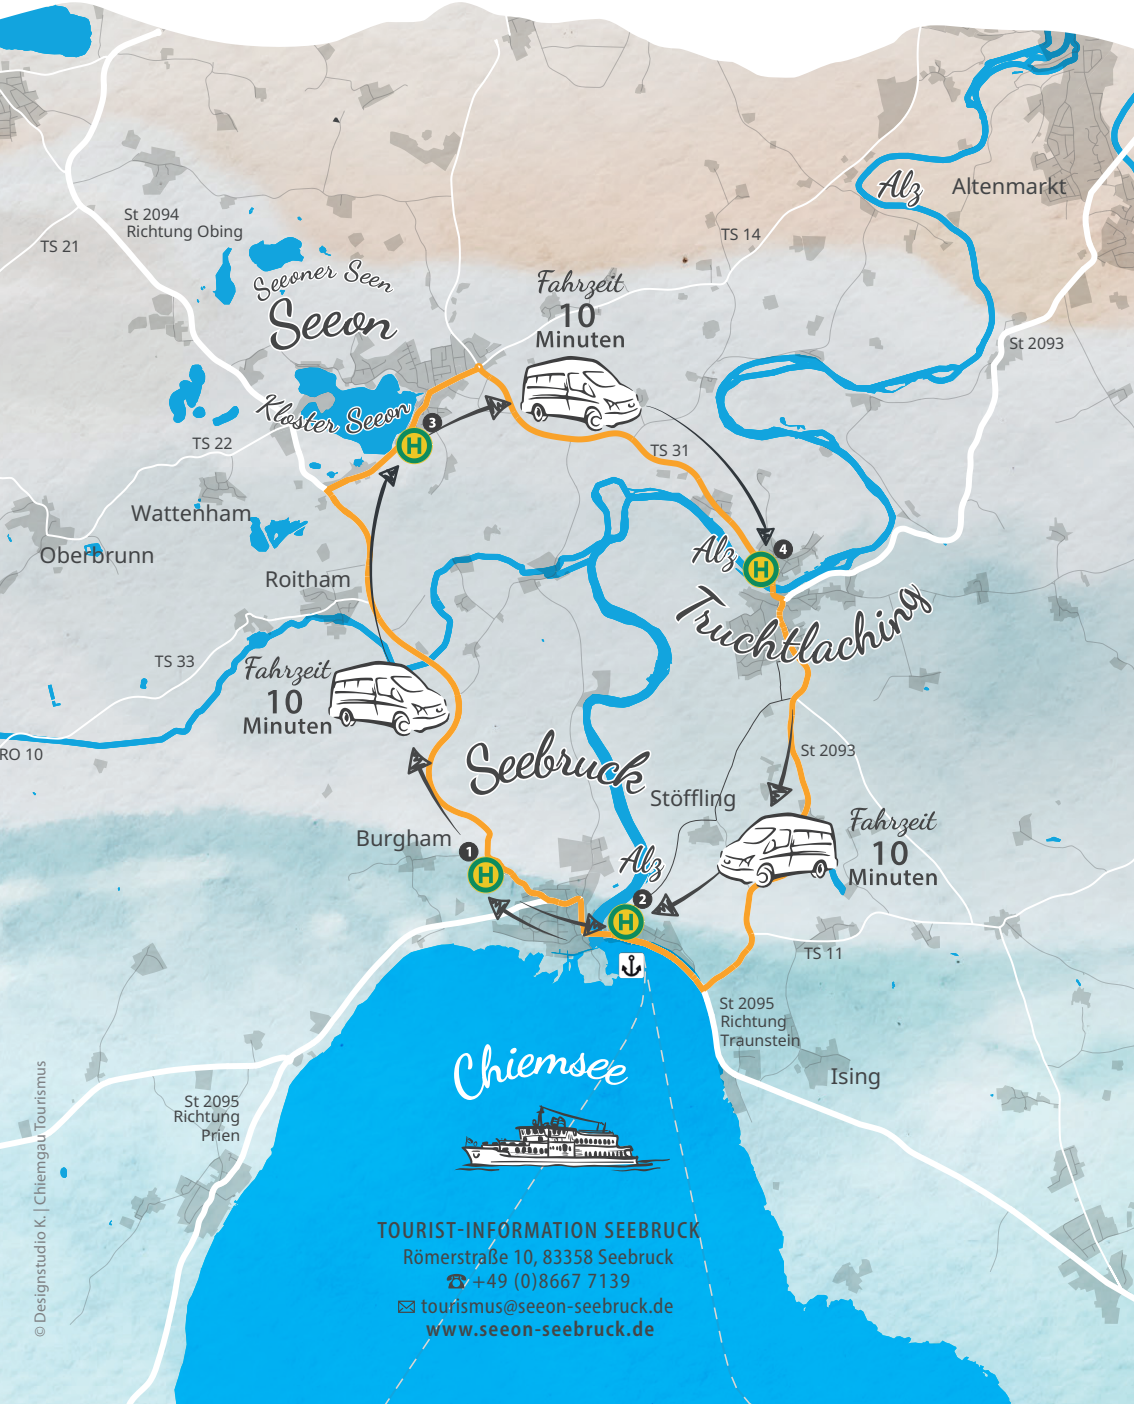 Alz
Altenmarkt
St 2094
Richtung Obing
TS 21
TS 14
Seeoner Seen
Seeon
Fahrzeit
10
Minuten
St 2093
Kloster Seeon
3
H
TS 22
TS 31
Wattenham
Oberbrunn
Alz
4
H
Roitham
Truchtlaching
TS 33
Fahrzeit
10
Minuten
RO 10
Seebruck
St 2093
Stöffling
Fahrzeit
10
Minuten
Burgham
1
H
Alz
2
H
TS 11
St 2095
Richtung
Traunstein
Ising
Chiemsee
St 2095
Richtung
Prien
© Designstudio K. | Chiemgau Tourismus
TOURIST-INFORMATION SEEBRUCK
Römerstraße 10, 83358 Seebruck
☎ +49 (0)8667 7139
✉ tourismus@seeon-seebruck.de
www.seeon-seebruck.de